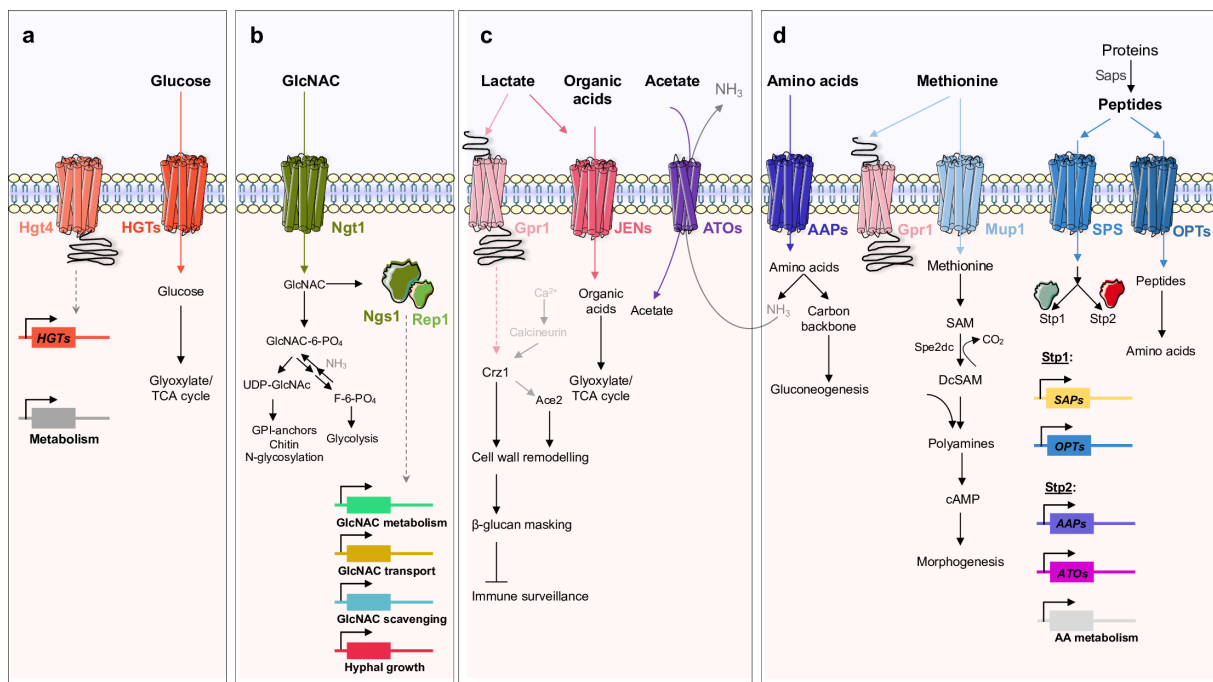 a
Glucose
Hgt4
HGTs
Glucose
HGTs
Glyoxylate/
TCA cycle
Metabolism
b
GlcNAC
Ngt1
GlcNAC
Ngs1
Rep1
GlcNAC-6-PO₄
NH₃
UDP-GlcNAc
F-6-PO₄
GPI-anchors
Chitin
N-glycosylation
Glycolysis
GlcNAC metabolism
GlcNAC transport
GlcNAC scavenging
Hyphal growth
c
Lactate
Organic
acids
Acetate
NH₃
Gpr1
JENs
ATOs
Ca²⁺
Calcineurin
Organic
acids
Acetate
Crz1
Ace2
Glyoxylate/
TCA cycle
Cell wall remodelling
β-glucan masking
Immune surveillance
d
Amino acids
Methionine
Proteins
Saps
Peptides
AAPs
Gpr1
Mup1
SPS
OPTs
Amino acids
NH₃
Carbon
backbone
Gluconeogenesis
Methionine
SAM
Spe2dc
CO₂
DcSAM
Polyamines
cAMP
Morphogenesis
Stp1
Stp2
Peptides
Amino acids
Stp1:
SAPs
OPTs
Stp2:
AAPs
ATOs
AA metabolism